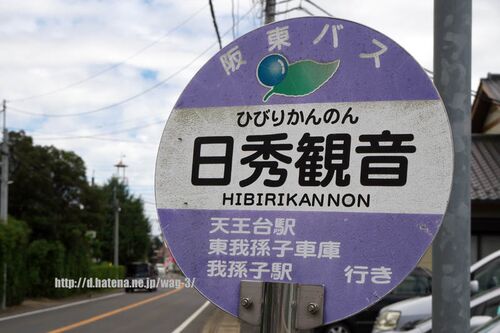 阪東バス
ひびりかんのん
日秀観音
HIBIRIKANNON
天王台駅
東我孫子車庫
我孫子駅 行き
http://d.hatena.ne.jp/wag-3/